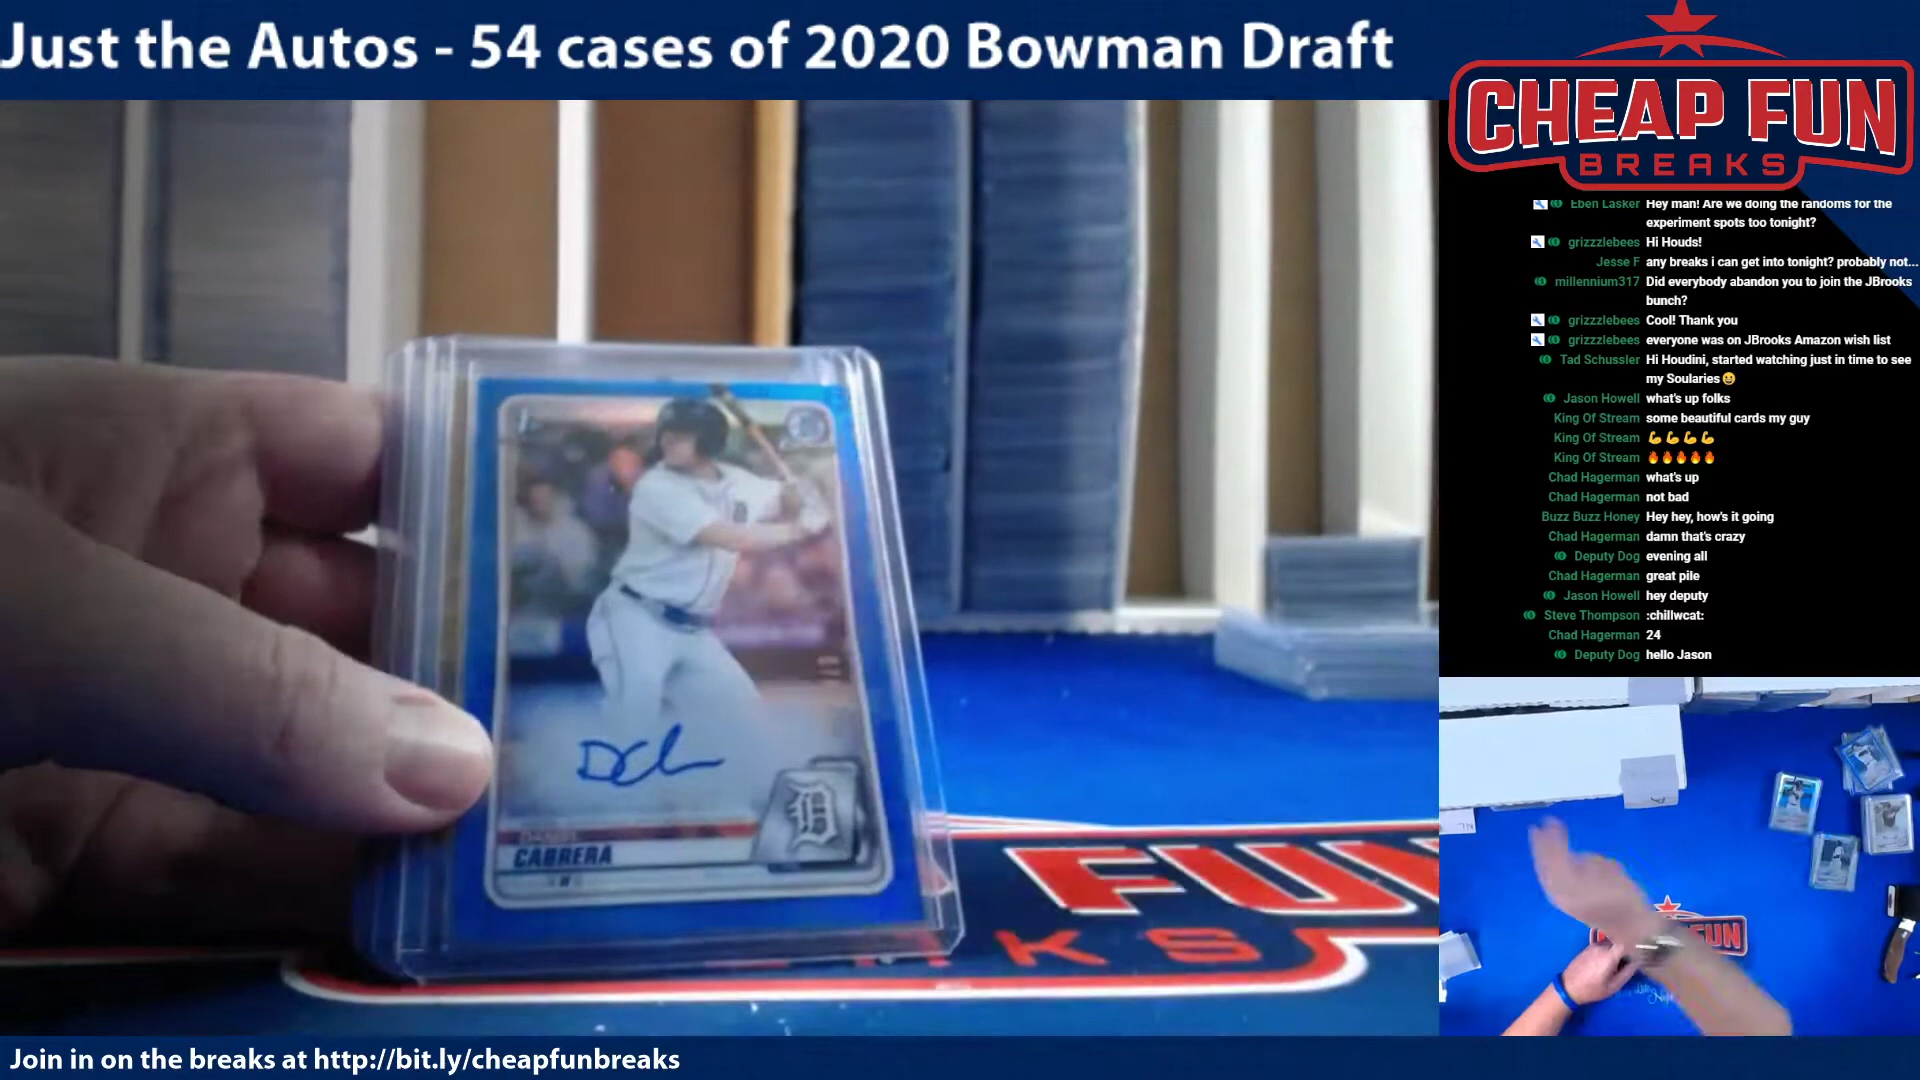 Just the Autos - 54 cases of 2020 Bowman Draft
CHEAP FUN
BREAKS
Eben Lasker Hey man! Are we doing the randoms for the
experiment spots too tonight?
grizzzlebees Hi Houds!
Jesse F any breaks i can get into tonight? probably not...
millennium317 Did everybody abandon you to join the JBrooks
bunch?
grizzzlebees Cool! Thank you
grizzzlebees everyone was on JBrooks Amazon wish list
Tad Schussler Hi Houdini, started watching just in time to see
my Soularies😆
Jason Howell what's up folks
King Of Stream some beautiful cards my guy
King Of Stream 💪💪💪💪
King Of Stream 🔥🔥🔥🔥🔥
Chad Hagerman what's up
Chad Hagerman not bad
Buzz Buzz Honey Hey hey, how's it going
Chad Hagerman damn that's crazy
Deputy Dog evening all
Chad Hagerman great pile
Jason Howell hey deputy
Steve Thompson :chillwcat:
Chad Hagerman 24
Deputy Dog hello Jason
CABRERA
FUN
KS
FUN
Join in on the breaks at http://bit.ly/cheapfunbreaks